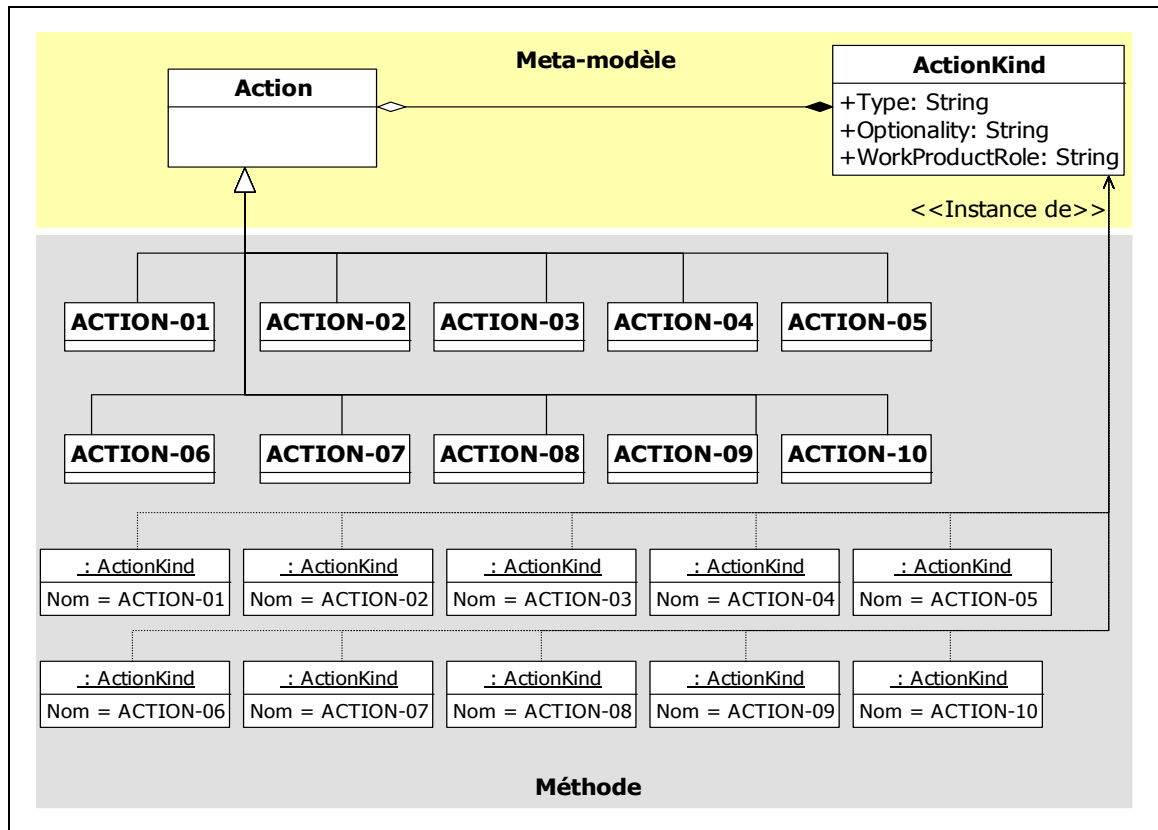 Meta-modèle
Action
ActionKind
+Type: String
+Optionality: String
+WorkProductRole: String
<<Instance de>>
ACTION-01 ACTION-02 ACTION-03 ACTION-04 ACTION-05
ACTION-06 ACTION-07 ACTION-08 ACTION-09 ACTION-10
: ActionKind : ActionKind : ActionKind : ActionKind : ActionKind
Nom = ACTION-01 Nom = ACTION-02 Nom = ACTION-03 Nom = ACTION-04 Nom = ACTION-05
: ActionKind : ActionKind : ActionKind : ActionKind : ActionKind
Nom = ACTION-06 Nom = ACTION-07 Nom = ACTION-08 Nom = ACTION-09 Nom = ACTION-10
Méthode